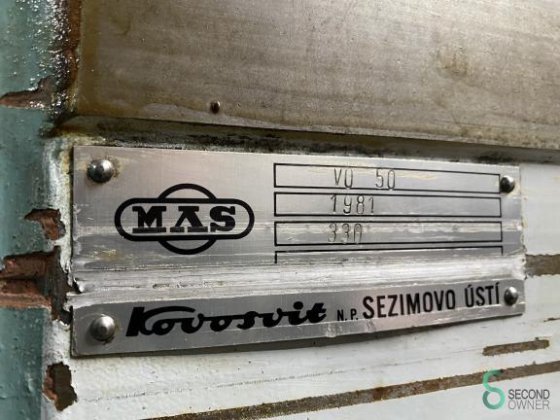 MAS
VO 50
1981
330
Kovosvit N.P. SEZIMOVO ÚSTÍ
SECOND
OWNER